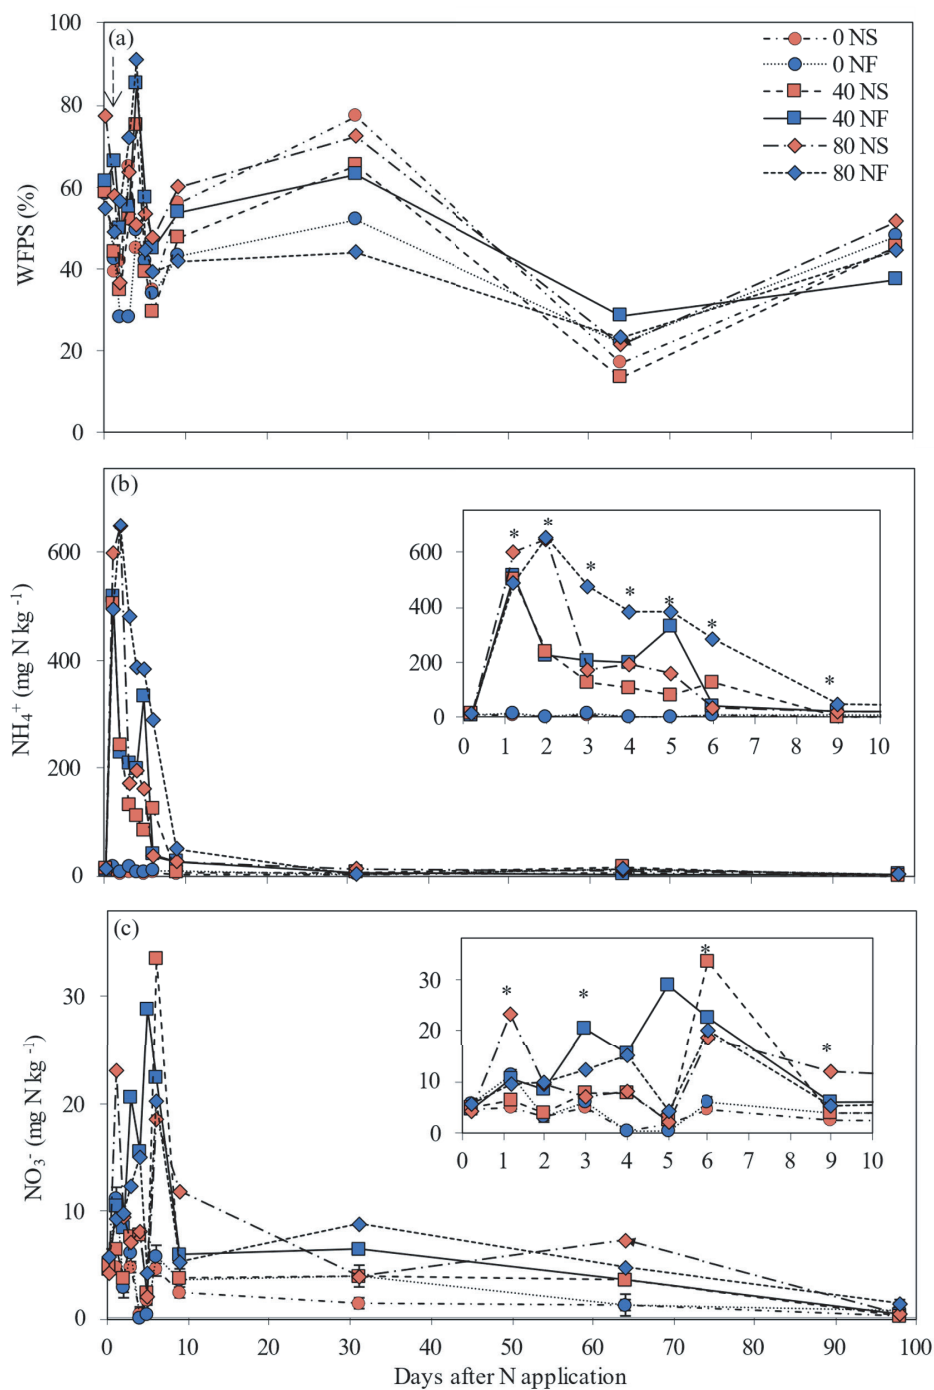 (a)
100
80
60
40
20
0
WFPS (%)
0 NS
0 NF
40 NS
40 NF
80 NS
80 NF
(b)
600
400
200
0
NH₄⁺ (mg N kg ⁻¹)
* * * * * * *
600
400
200
0
0 1 2 3 4 5 6 7 8 9 10
(c)
30
20
10
0
NO₃⁻ (mg N kg ⁻¹)
* * * *
30
20
10
0
0 1 2 3 4 5 6 7 8 9 10
0 10 20 30 40 50 60 70 80 90 100
Days after N application